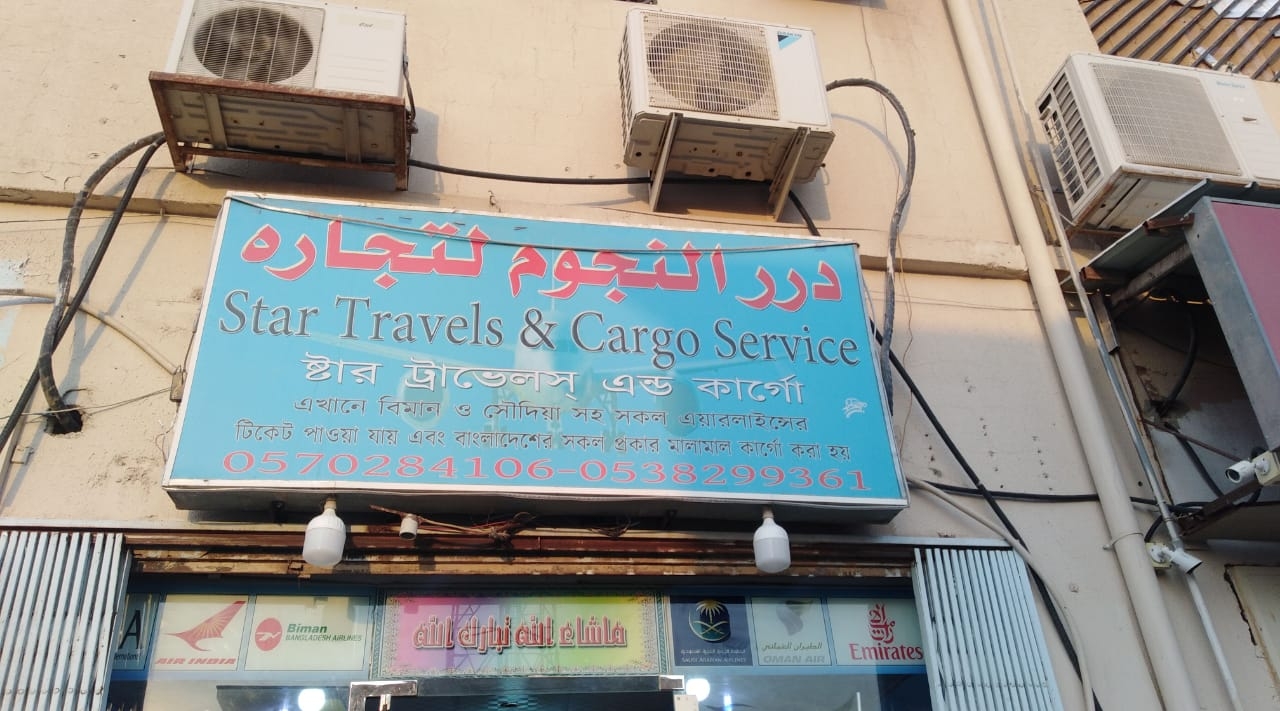 درر النجوم لتجاره
Star Travels & Cargo Service
ষ্টার ট্রাভেলস্ এন্ড কার্গো
এখানে বিমান ও সৌদিয়া সহ সকল এয়ারলাইন্সের
টিকেট পাওয়া যায় এবং বাংলাদেশের সকল প্রকার মালামাল কার্গো করা হয়
0570284106-0538299361
AIR INDIA
Biman
BANGLADESH AIRLINES
ماشاء الله تبارك الله
SAUDI ARABIAN AIRLINES
الطيران العماني
OMAN AIR
Emirates
DAIKIN